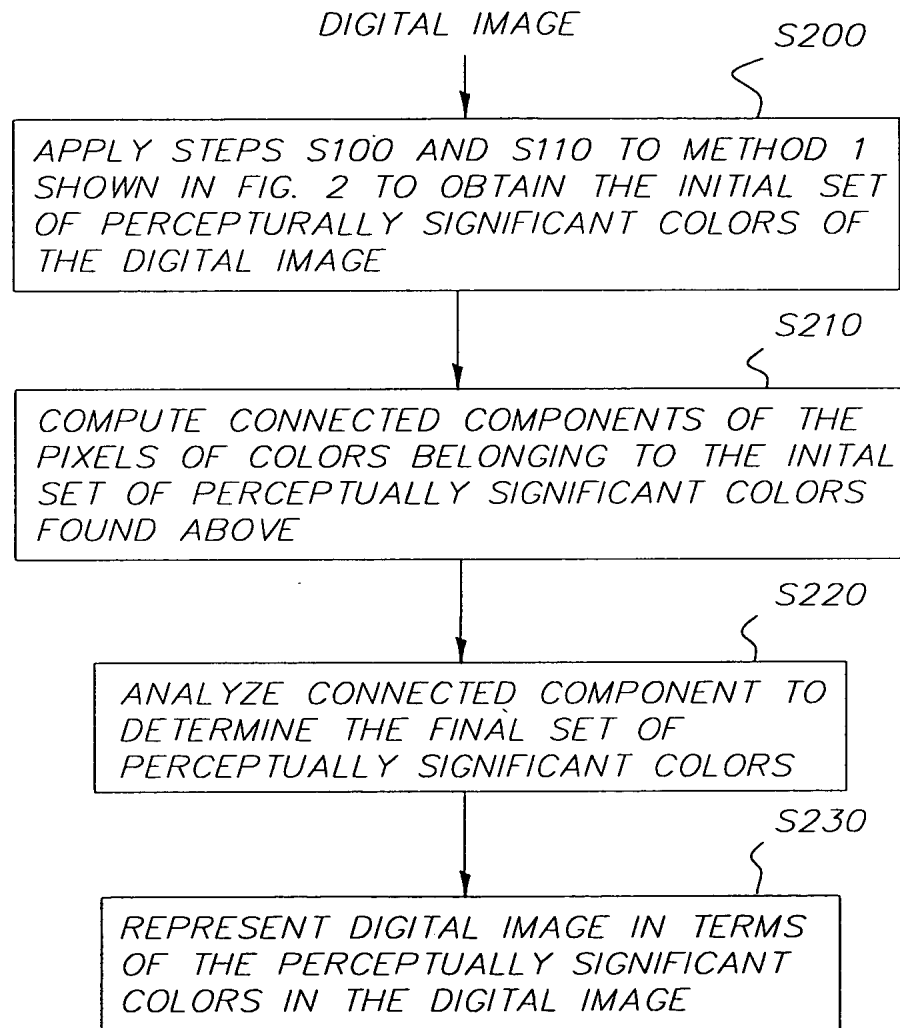 DIGITAL IMAGE
S200
APPLY STEPS S100 AND S110 TO METHOD 1
SHOWN IN FIG. 2 TO OBTAIN THE INITIAL SET
OF PERCEPTURALLY SIGNIFICANT COLORS OF
THE DIGITAL IMAGE
S210
COMPUTE CONNECTED COMPONENTS OF THE
PIXELS OF COLORS BELONGING TO THE INITAL
SET OF PERCEPTUALLY SIGNIFICANT COLORS
FOUND ABOVE
S220
ANALYZE CONNECTED COMPONENT TO
DETERMINE THE FINAL SET OF
PERCEPTUALLY SIGNIFICANT COLORS
S230
REPRESENT DIGITAL IMAGE IN TERMS
OF THE PERCEPTUALLY SIGNIFICANT
COLORS IN THE DIGITAL IMAGE